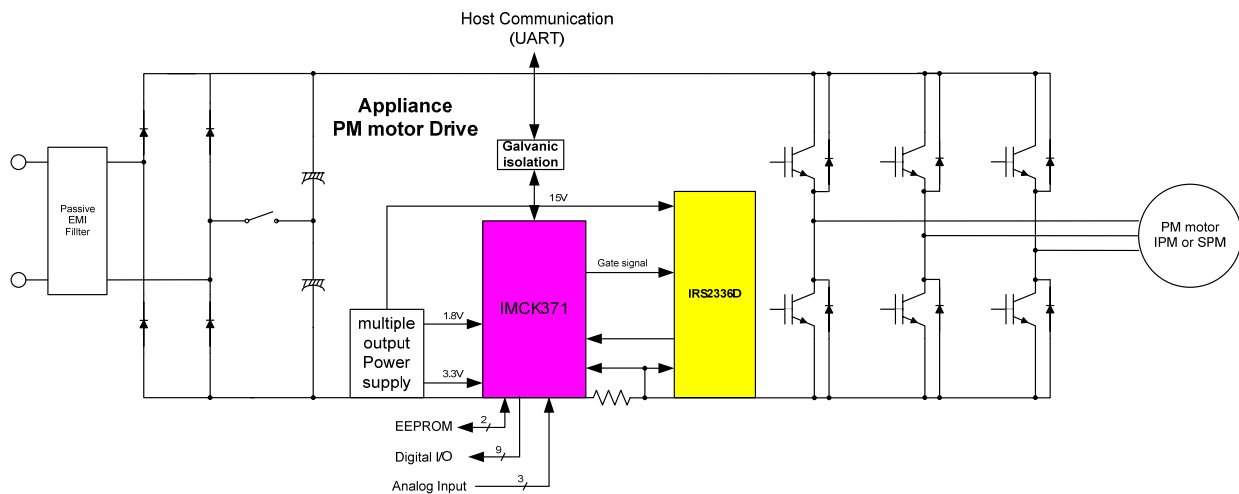 Host Communication
(UART)
Appliance
PM motor Drive
Galvanic
isolation
Passive
EMI
Fillter
15V
Gate signal
IMCK371
IRS2336D
PM motor
IPM or SPM
multiple
output
Power
supply
1.8V
3.3V
EEPROM
2
Digital I/O
9
Analog Input
3